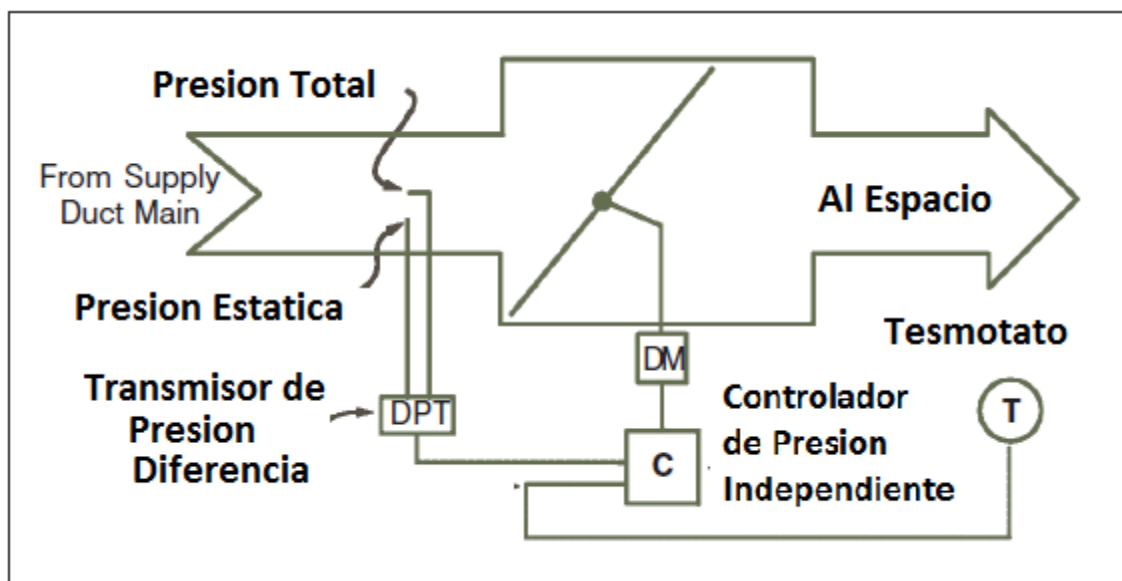 Presion Total
From Supply
Duct Main
Al Espacio
Presion Estatica
Tesmotato
DM
Transmisor de
Presion
Diferencia
DPT
Controlador
de Presion
Independiente
C
T